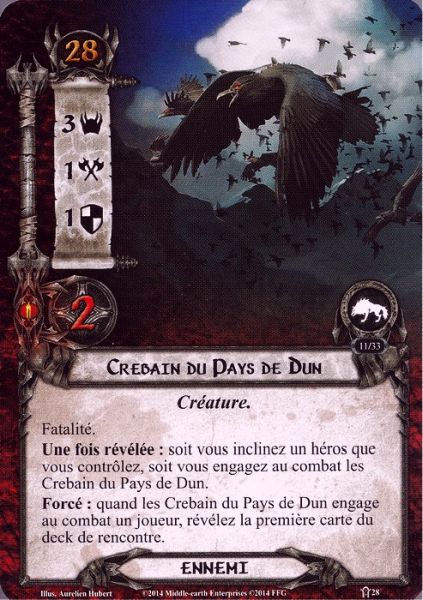 28
3
1
1
2
11/33
Crebain du Pays de Dun
Créature.
Fatalité.
Une fois révélée : soit vous inclinez un héros que
vous contrôlez, soit vous engagez au combat les
Crebain du Pays de Dun.
Forcé : quand les Crebain du Pays de Dun engage
au combat un joueur, révélez la première carte du
deck de rencontre.
ENNEMI
Illus. Aurelien Hubert ©2014 Middle-earth Enterprises ©2014 FFG 28